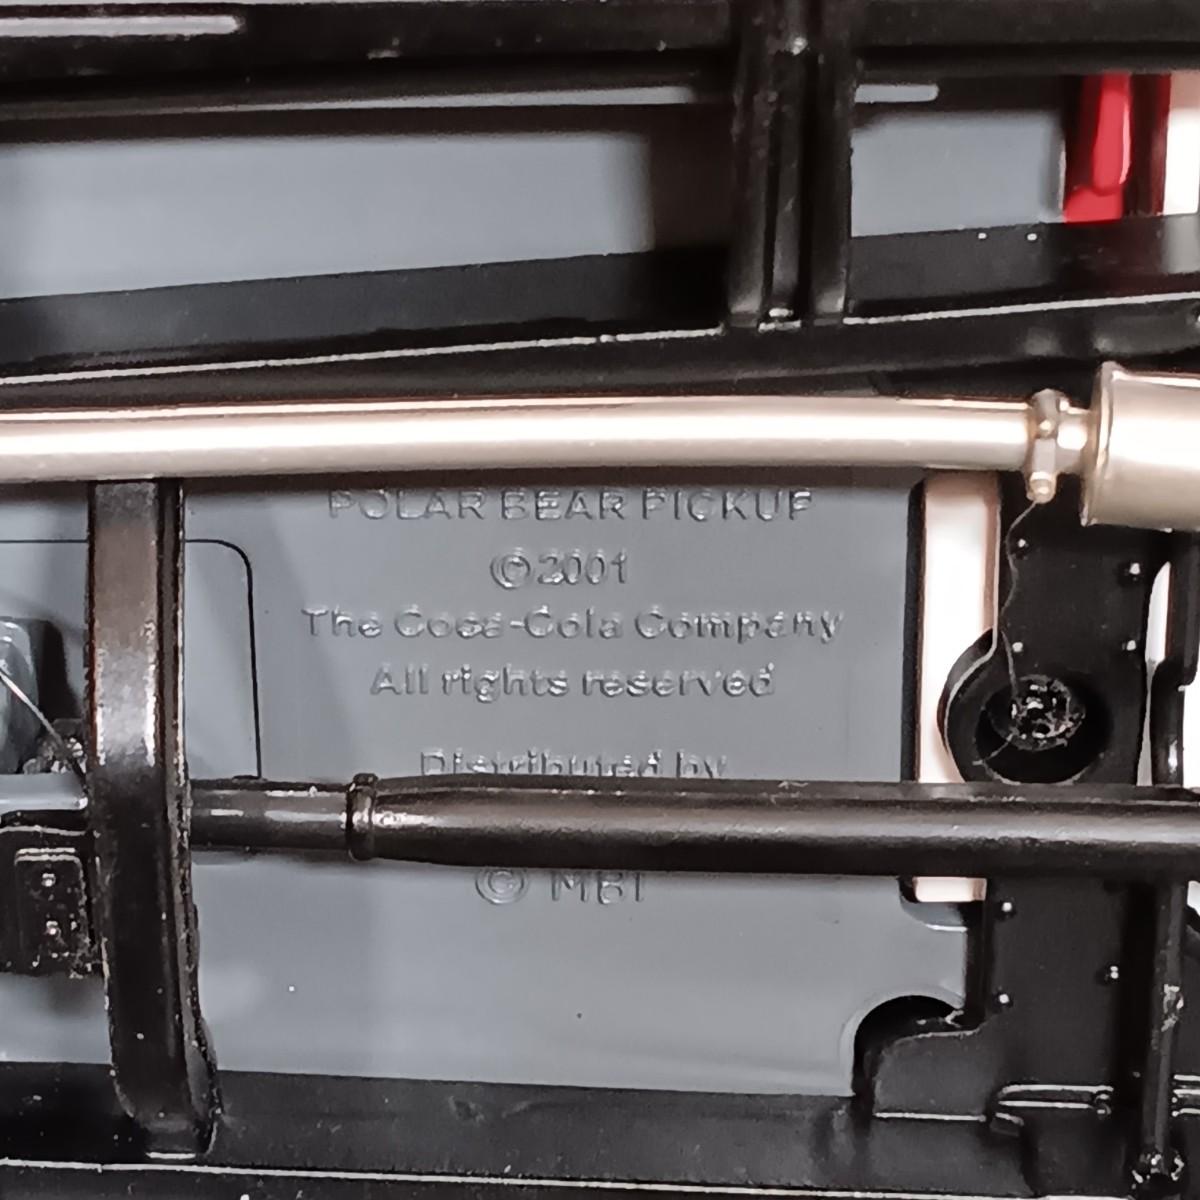 POLAR BEAR PICKUP
©2001
The Coca-Cola Company
All rights reserved
Distributed by
© MBI